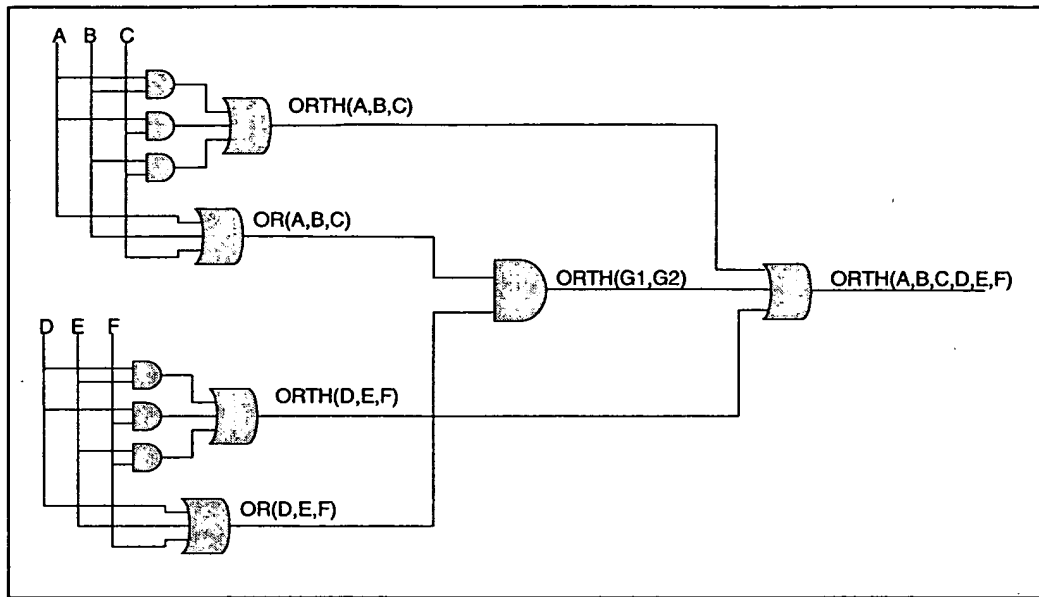 A B C
ORTH(A,B,C)
OR(A,B,C)
ORTH(G1,G2)
ORTH(A,B,C,D,E,F)
D E F
ORTH(D,E,F)
OR(D,E,F)